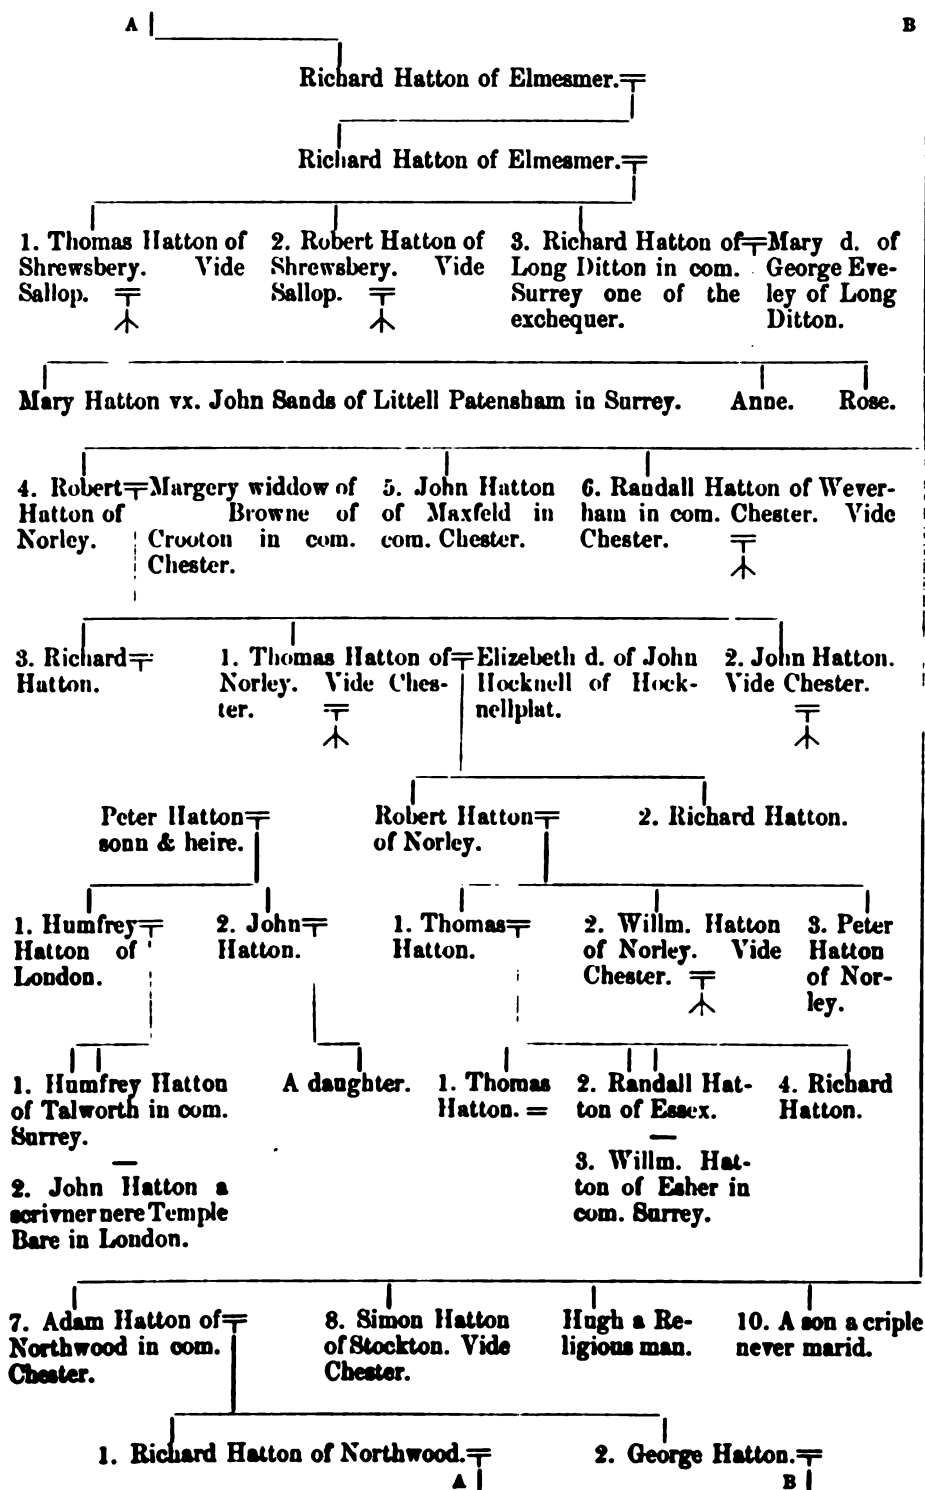 A B
Richard Hatton of Elmesmer.
Richard Hatton of Elmesmer.
1. Thomas Hatton of
Shrewsbery. Vide
Sallop.
2. Robert Hatton of
Shrewsbery. Vide
Sallop.
3. Richard Hatton of
Long Ditton in com.
Surrey one of the
exchequer.
Mary d. of
George Eve-
ley of Long
Ditton.
Mary Hatton vx. John Sands of Littell Patensham in Surrey. Anne. Rose.
4. Robert
Hatton of
Norley.
Margery widdow of
Browne of
Crooton in com.
Chester.
5. John Hatton
of Maxfeld in
com. Chester.
6. Randall Hatton of Wever-
ham in com. Chester. Vide
Chester.
3. Richard
Hatton.
1. Thomas Hatton of
Norley. Vide Ches-
ter.
Elizebeth d. of John
Hocknell of Hock-
nellplat.
2. John Hatton.
Vide Chester.
Peter Hatton
sonn & heire.
Robert Hatton
of Norley.
2. Richard Hatton.
1. Humfrey
Hatton of
London.
2. John
Hatton.
1. Thomas
Hatton.
2. Willm. Hatton
of Norley. Vide
Chester.
3. Peter
Hatton
of Nor-
ley.
1. Humfrey Hatton
of Talworth in com.
Surrey.
2. John Hatton a
scrivner nere Temple
Bare in London.
A daughter.
1. Thomas
Hatton.
2. Randall Hat-
ton of Essex.
3. Willm. Hat-
ton of Esher in
com. Surrey.
4. Richard
Hatton.
7. Adam Hatton of
Northwood in com.
Chester.
8. Simon Hatton
of Stockton. Vide
Chester.
Hugh a Re-
ligious man.
10. A son a criple
never marid.
1. Richard Hatton of Northwood.
A
2. George Hatton.
B